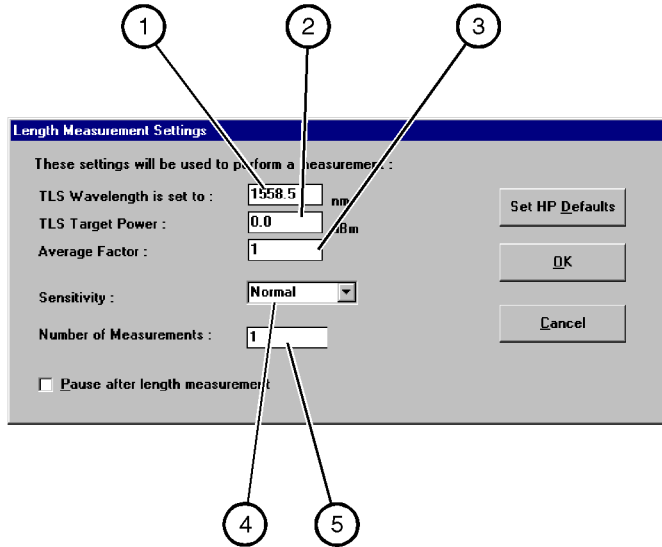 1 2 3
Length Measurement Settings
These settings will be used to perform a measurement :
TLS Wavelength is set to : 1558.5 nm
TLS Target Power : 0.0 dBm
Average Factor : 1
Sensitivity : Normal
Number of Measurements : 1
Pause after length measurement
Set HP Defaults
OK
Cancel
4 5